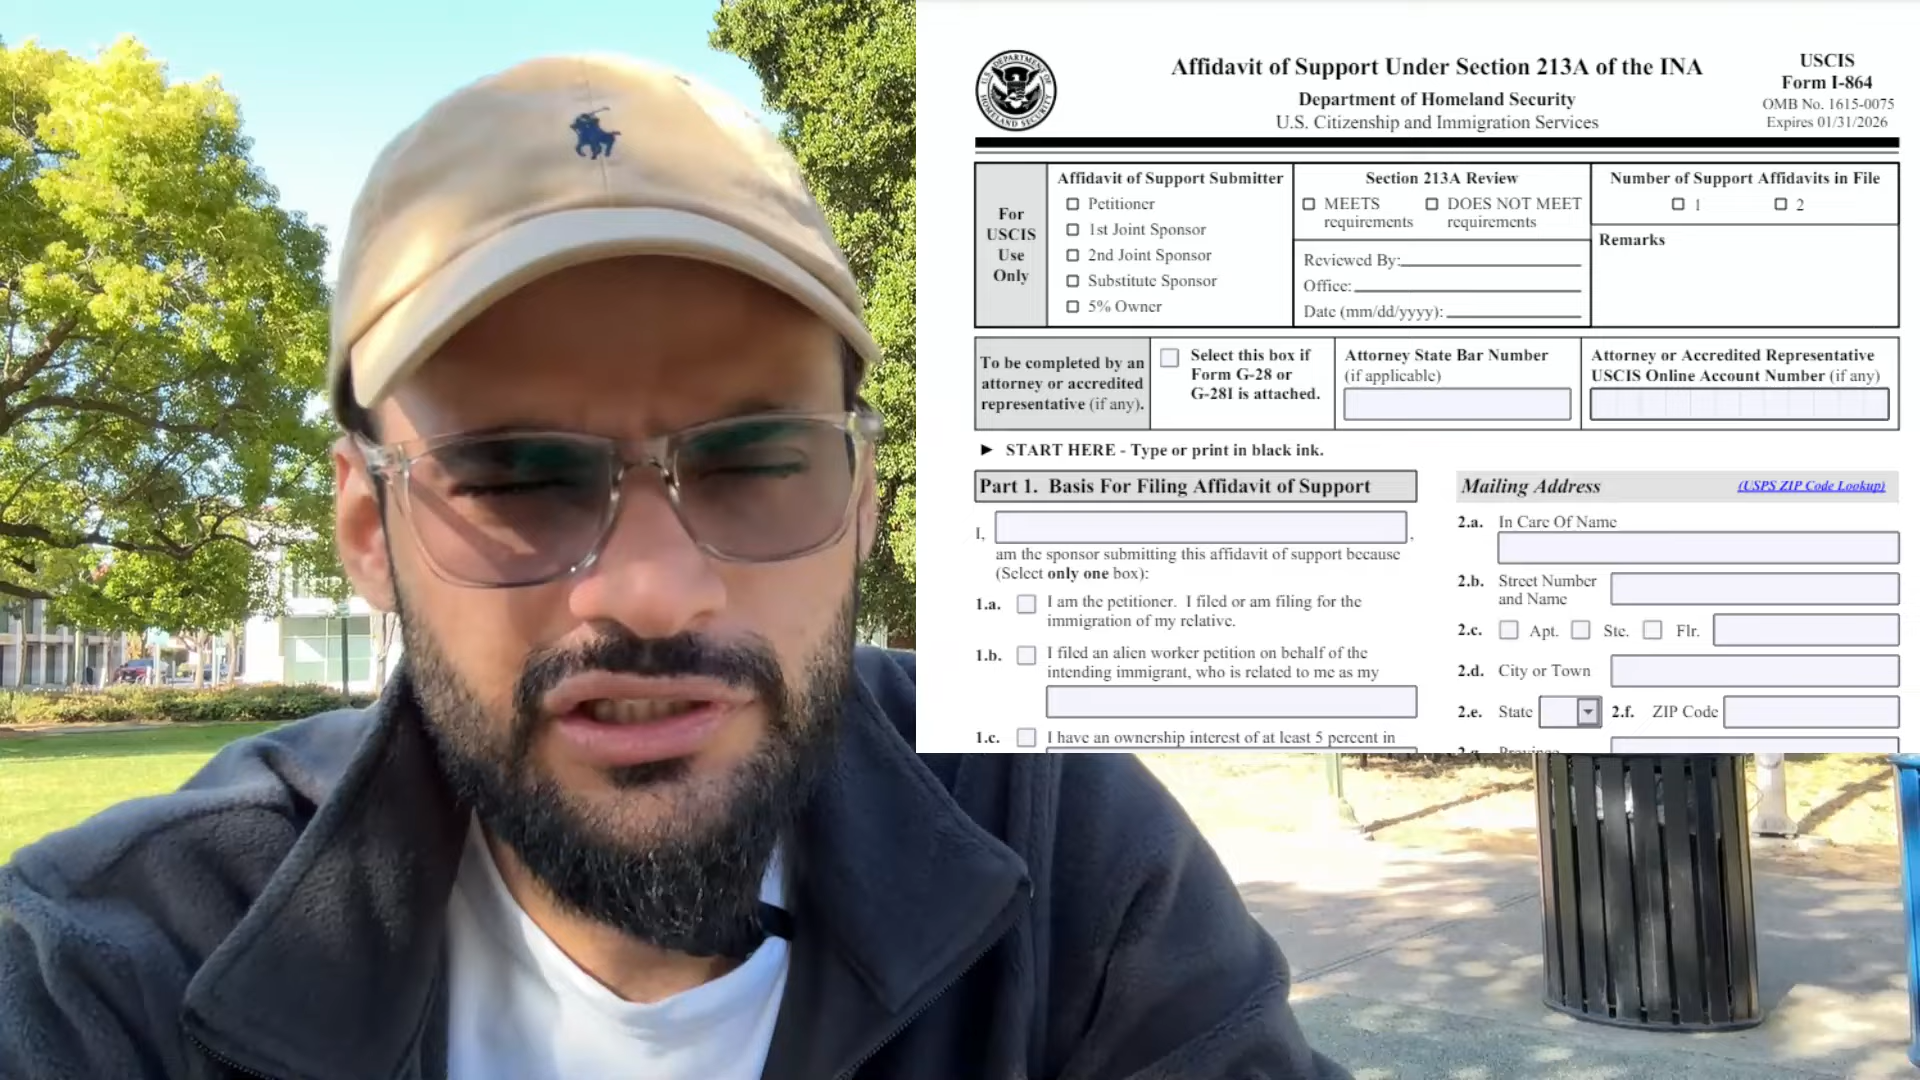 U.S. DEPARTMENT OF HOMELAND SECURITY
Affidavit of Support Under Section 213A of the INA
Department of Homeland Security
U.S. Citizenship and Immigration Services
USCIS
Form I-864
OMB No. 1615-0075
Expires 01/31/2026
For
USCIS
Use
Only
Affidavit of Support Submitter
Petitioner
1st Joint Sponsor
2nd Joint Sponsor
Substitute Sponsor
5% Owner
Section 213A Review
MEETS
requirements
DOES NOT MEET
requirements
Reviewed By:
Office:
Date (mm/dd/yyyy):
Number of Support Affidavits in File
1 2
Remarks
To be completed by an
attorney or accredited
representative (if any).
Select this box if
Form G-28 or
G-28I is attached.
Attorney State Bar Number
(if applicable)
Attorney or Accredited Representative
USCIS Online Account Number (if any)
► START HERE - Type or print in black ink.
Part 1. Basis For Filing Affidavit of Support
I, ,
am the sponsor submitting this affidavit of support because
(Select only one box):
1.a. I am the petitioner. I filed or am filing for the
immigration of my relative.
1.b. I filed an alien worker petition on behalf of the
intending immigrant, who is related to me as my
1.c. I have an ownership interest of at least 5 percent in
Mailing Address (USPS ZIP Code Lookup)
2.a. In Care Of Name
2.b. Street Number
and Name
2.c. Apt. Ste. Flr.
2.d. City or Town
2.e. State 2.f. ZIP Code